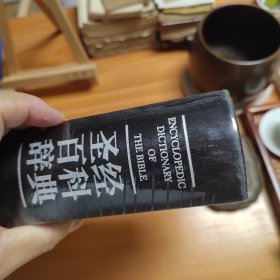 ENCYCLOPEDIC
DICTIONARY
OF
THE BIBLE
圣经
百科
辞典